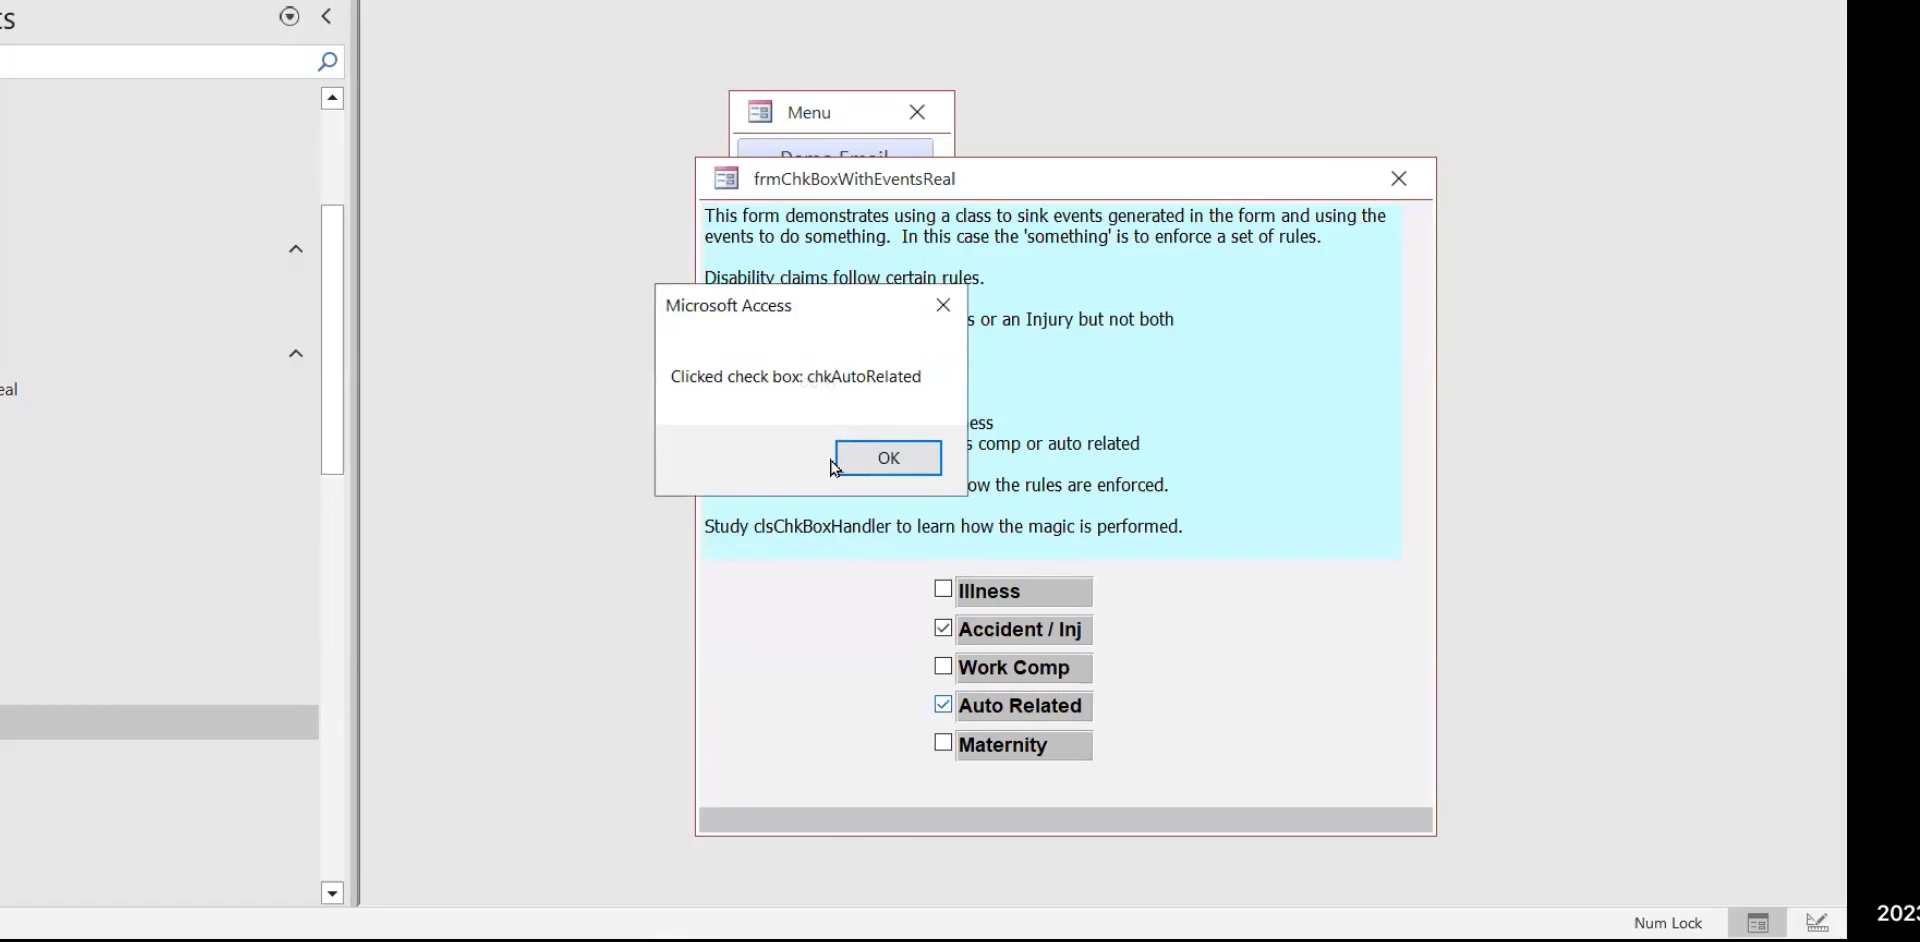 Menu
frmChkBoxWithEventsReal
This form demonstrates using a class to sink events generated in the form and using the
events to do something.  In this case the 'something' is to enforce a set of rules.
Disability claims follow certain rules.
Microsoft Access
or an Injury but not both
Clicked check box: chkAutoRelated
comp or auto related
OK
the rules are enforced.
Study clsChkBoxHandler to learn how the magic is performed.
Illness
Accident / Inj
Work Comp
Auto Related
Maternity
Num Lock
2023